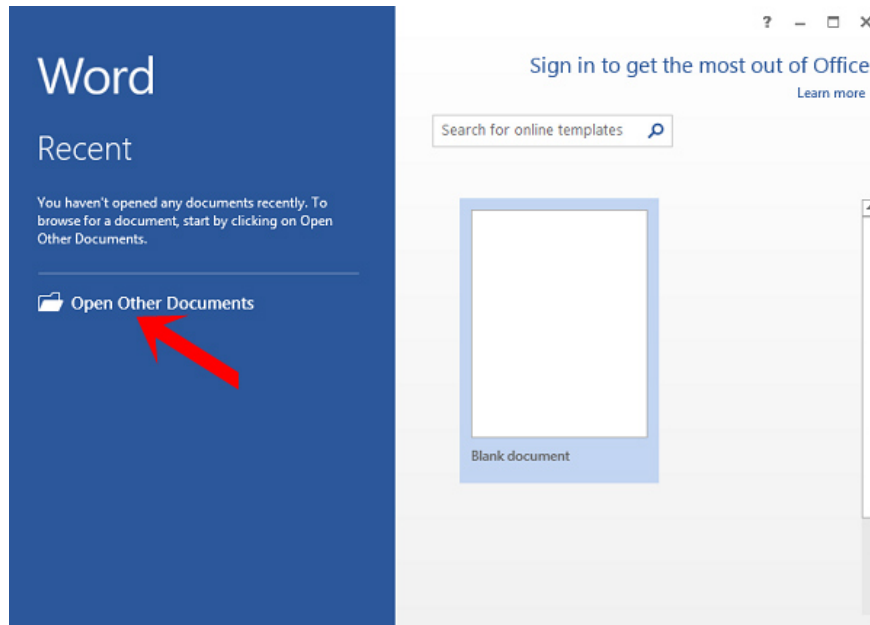 Word
Recent
You haven't opened any documents recently. To
browse for a document, start by clicking on Open
Other Documents.
Open Other Documents
?
Sign in to get the most out of Office
Learn more
Search for online templates
Blank document